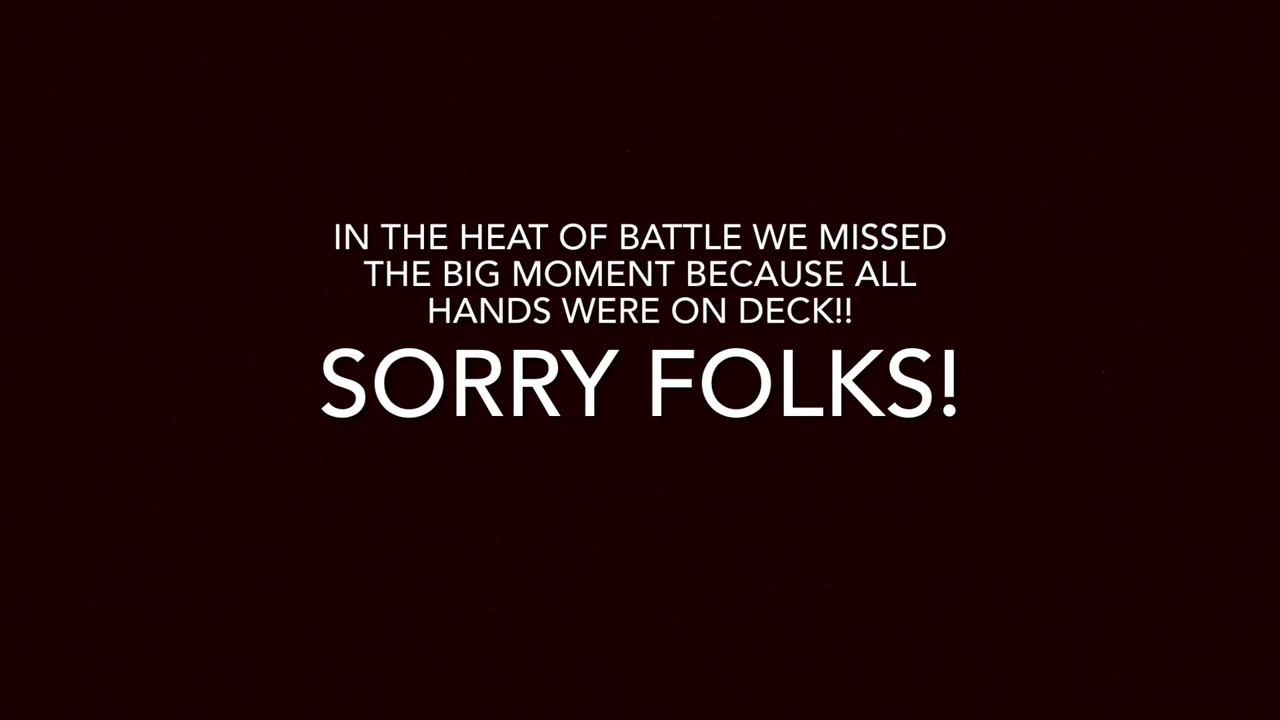 IN THE HEAT OF BATTLE WE MISSED
THE BIG MOMENT BECAUSE ALL
HANDS WERE ON DECK!!
SORRY FOLKS!